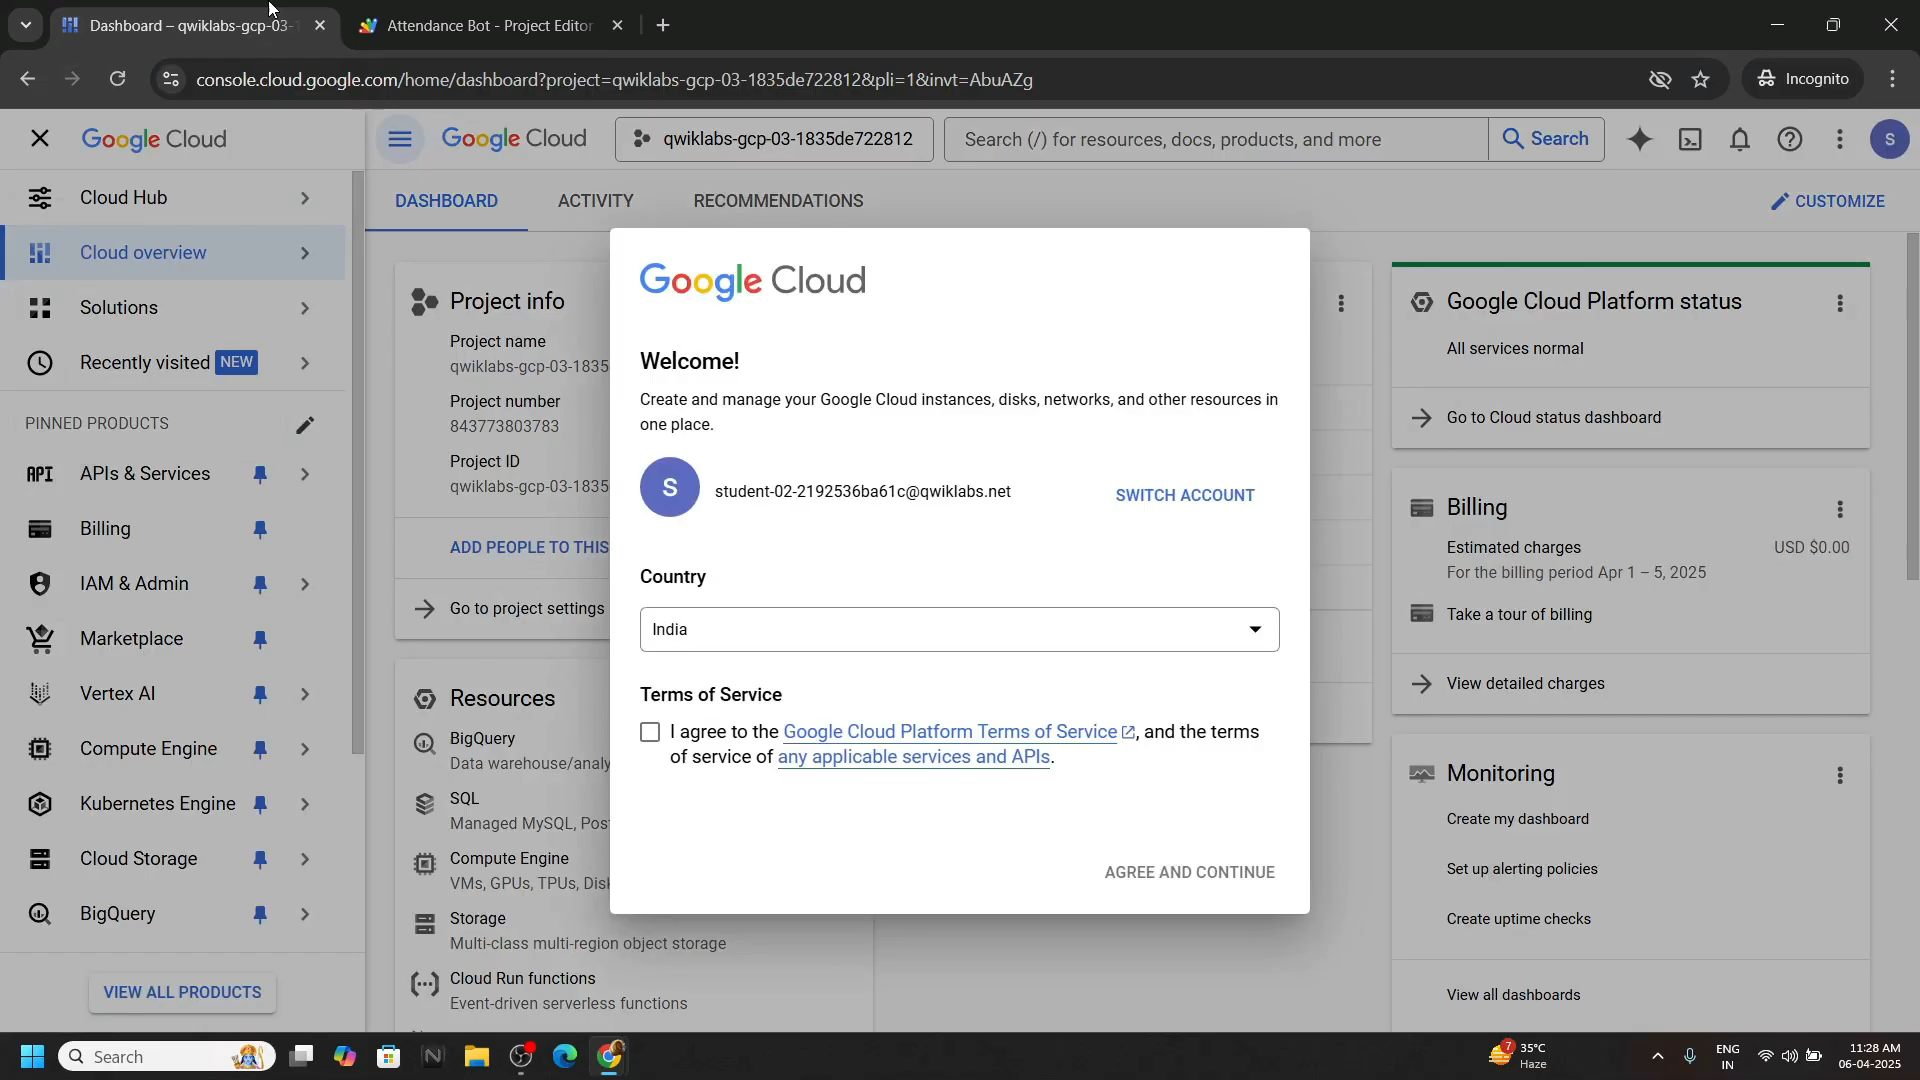 Dashboard – qwiklabs-gcp-03-1
Attendance Bot - Project Editor
console.cloud.google.com/home/dashboard?project=qwiklabs-gcp-03-1835de722812&pli=1&invt=AbuAZg
Incognito
Google Cloud
Google Cloud
qwiklabs-gcp-03-1835de722812
Search (/) for resources, docs, products, and more
Search
S
Cloud Hub
Cloud overview
Solutions
Recently visited NEW
PINNED PRODUCTS
API APIs & Services
Billing
IAM & Admin
Marketplace
Vertex AI
Compute Engine
Kubernetes Engine
Cloud Storage
BigQuery
VIEW ALL PRODUCTS
DASHBOARD
ACTIVITY
RECOMMENDATIONS
CUSTOMIZE
Project info
Project name
qwiklabs-gcp-03-1835
Project number
843773803783
Project ID
qwiklabs-gcp-03-1835
ADD PEOPLE TO THIS
Go to project settings
Resources
BigQuery
Data warehouse/analy
SQL
Managed MySQL, Pos
Compute Engine
VMs, GPUs, TPUs, Dis
Storage
Multi-class multi-region object storage
Cloud Run functions
Event-driven serverless functions
Google Cloud
Welcome!
Create and manage your Google Cloud instances, disks, networks, and other resources in
one place.
S
student-02-2192536ba61c@qwiklabs.net
SWITCH ACCOUNT
Country
India
Terms of Service
I agree to the Google Cloud Platform Terms of Service, and the terms
of service of any applicable services and APIs.
AGREE AND CONTINUE
Google Cloud Platform status
All services normal
Go to Cloud status dashboard
Billing
Estimated charges
USD $0.00
For the billing period Apr 1 – 5, 2025
Take a tour of billing
View detailed charges
Monitoring
Create my dashboard
Set up alerting policies
Create uptime checks
View all dashboards
Search
7
35°C
Haze
ENG
IN
11:28 AM
06-04-2025